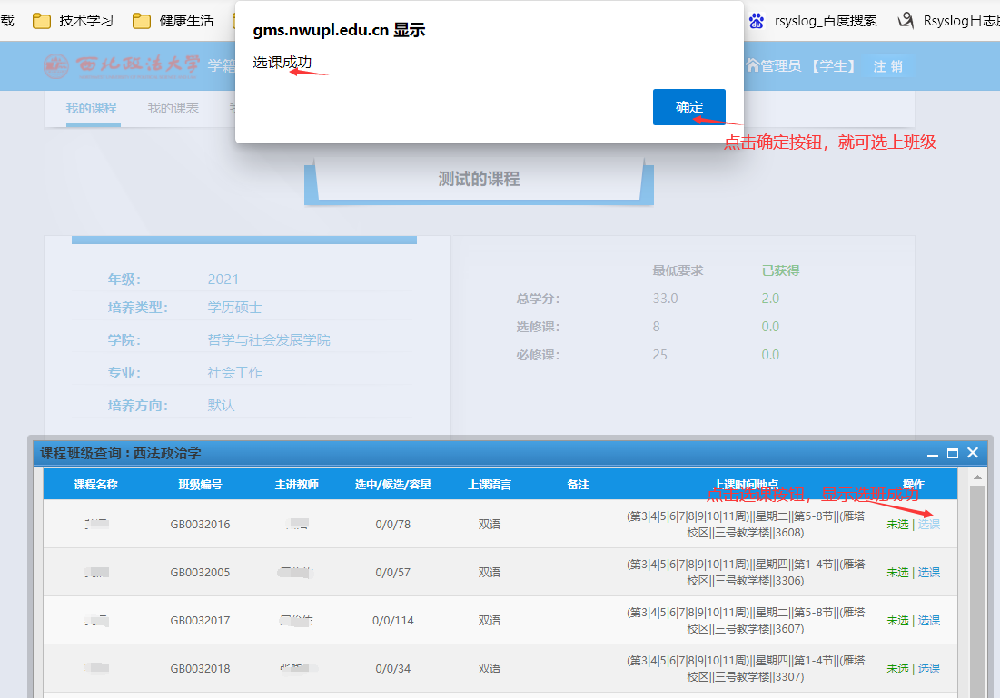 载 技术学习 健康生活 rsyslog_百度搜索 Rsyslog日志
gms.nwupl.edu.cn 显示
选课成功
确定
点击确定按钮，就可选上班级
西北政法大学 学籍 管理员 【学生】 注 销
我的课程 我的课表
测试的课程
年级： 2021
培养类型： 学历硕士
学院： 哲学与社会发展学院
专业： 社会工作
培养方向： 默认
最低要求 已获得
总学分： 33.0 2.0
选修课： 8 0.0
必修课： 25 0.0
课程班级查询：西法政治学
课程名称 班级编号 主讲教师 选中/候选/容量 上课语言 备注 上课时间地点 操作
点击选课按钮，显示选班成功
GB0032016 0/0/78 双语 (第3|4|5|6|7|8|9|10|11周)||星期二||第5-8节||(雁塔
校区||三号教学楼||3608) 未选 | 选课
GB0032005 0/0/57 双语 (第3|4|5|6|7|8|9|10|11周)||星期四||第1-4节||(雁塔
校区||三号教学楼||3306) 未选 | 选课
GB0032017 0/0/114 双语 (第3|4|5|6|7|8|9|10|11周)||星期二||第5-8节||(雁塔
校区||三号教学楼||3607) 未选 | 选课
GB0032018 0/0/34 双语 (第3|4|5|6|7|8|9|10|11周)||星期四||第1-4节||(雁塔
校区||三号教学楼||3307) 未选 | 选课